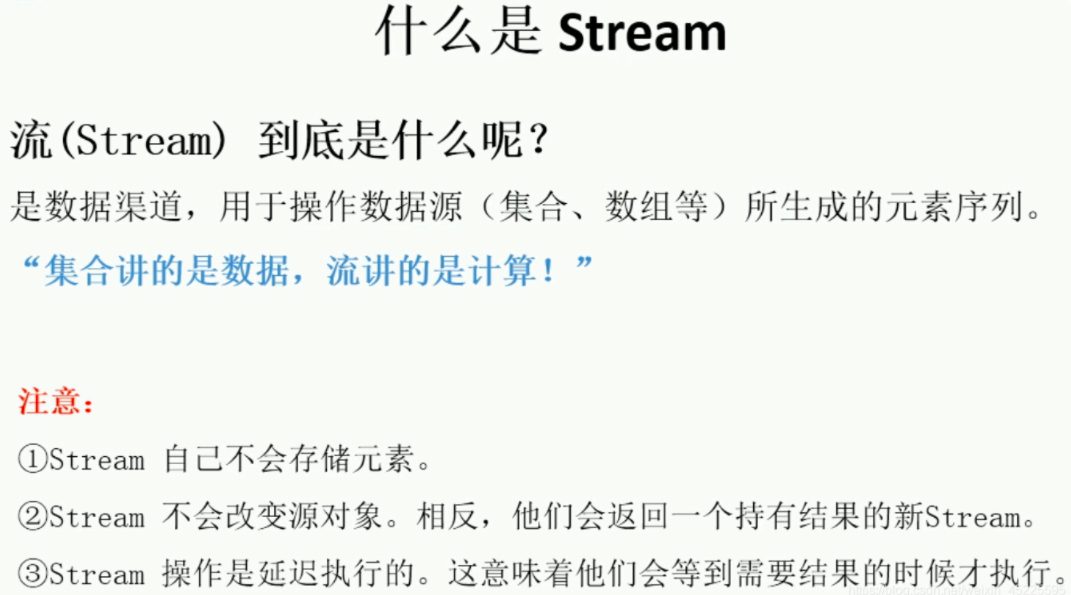 什么是 Stream
流(Stream) 到底是什么呢？
是数据渠道，用于操作数据源（集合、数组等）所生成的元素序列。
“集合讲的是数据，流讲的是计算！”
注意：
①Stream 自己不会存储元素。
②Stream 不会改变源对象。相反，他们会返回一个持有结果的新Stream。
③Stream 操作是延迟执行的。这意味着他们会等到需要结果的时候才执行。